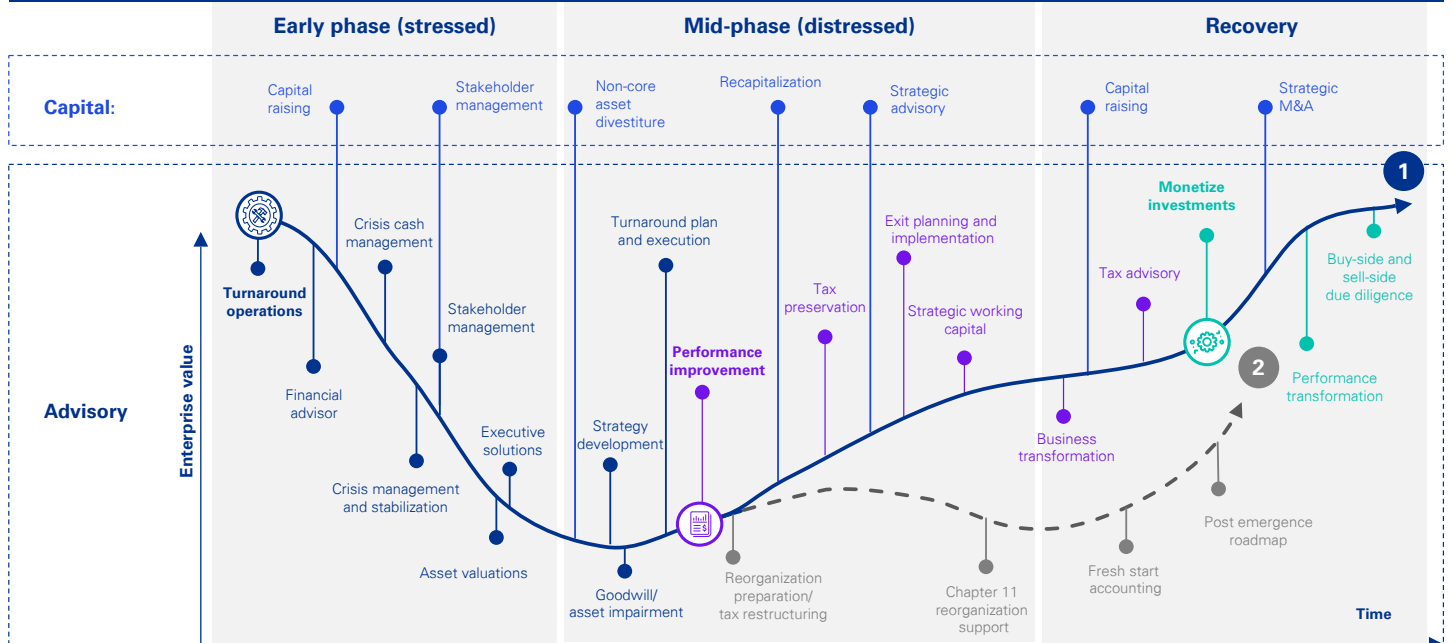 Early phase (stressed)
Mid-phase (distressed)
Recovery
Capital:
Capital
raising
Stakeholder
management
Non-core
asset
divestiture
Recapitalization
Strategic
advisory
Capital
raising
Strategic
M&A
Advisory
Enterprise value
Turnaround
operations
Financial
advisor
Crisis cash
management
Crisis management
and stabilization
Stakeholder
management
Executive
solutions
Asset valuations
Strategy
development
Goodwill/
asset impairment
Turnaround plan
and execution
Performance
improvement
Reorganization
preparation/
tax restructuring
Tax
preservation
Exit planning and
implementation
Strategic working
capital
Chapter 11
reorganization
support
Business
transformation
Tax advisory
Fresh start
accounting
Monetize
investments
Post emergence
roadmap
2
Performance
transformation
Buy-side and
sell-side
due diligence
1
Time